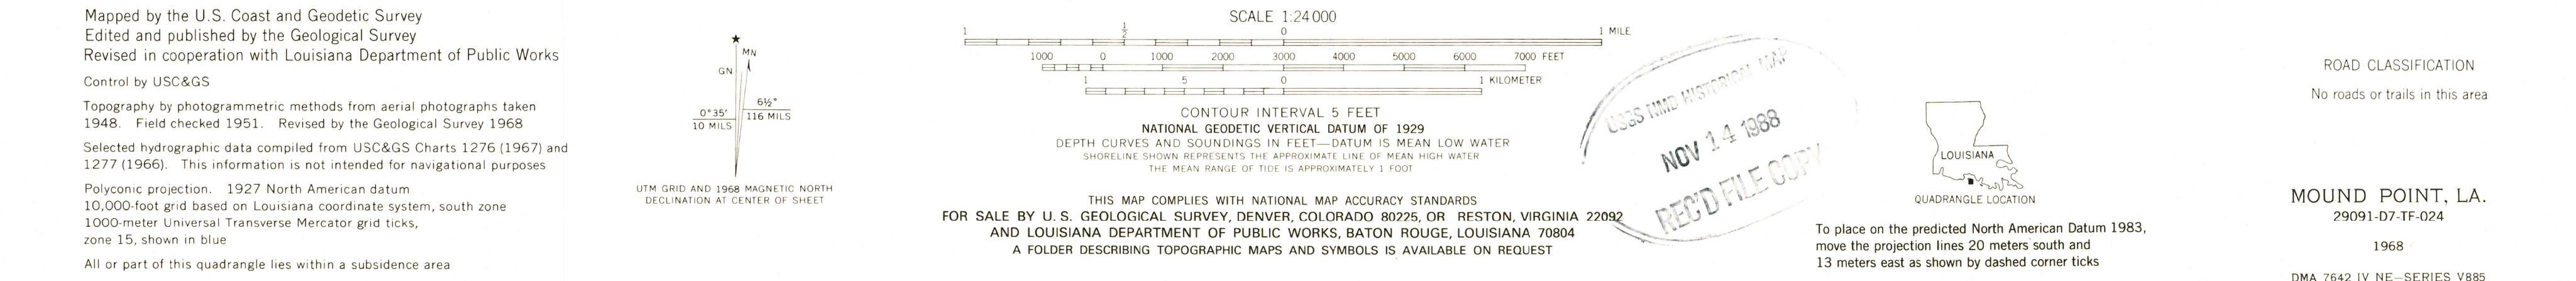 Mapped by the U.S. Coast and Geodetic Survey
Edited and published by the Geological Survey
Revised in cooperation with Louisiana Department of Public Works
Control by USC&GS
Topography by photogrammetric methods from aerial photographs taken
1948. Field checked 1951. Revised by the Geological Survey 1968
Selected hydrographic data compiled from USC&GS Charts 1276 (1967) and
1277 (1966). This information is not intended for navigational purposes
Polyconic projection. 1927 North American datum
10,000-foot grid based on Louisiana coordinate system, south zone
1000-meter Universal Transverse Mercator grid ticks,
zone 15, shown in blue
All or part of this quadrangle lies within a subsidence area
★
MN
GN
0°35′
10 MILS
6½°
116 MILS
UTM GRID AND 1968 MAGNETIC NORTH
DECLINATION AT CENTER OF SHEET
SCALE 1:24 000
1 ½ 0 1 MILE
1000 0 1000 2000 3000 4000 5000 6000 7000 FEET
1 .5 0 1 KILOMETER
CONTOUR INTERVAL 5 FEET
NATIONAL GEODETIC VERTICAL DATUM OF 1929
DEPTH CURVES AND SOUNDINGS IN FEET—DATUM IS MEAN LOW WATER
SHORELINE SHOWN REPRESENTS THE APPROXIMATE LINE OF MEAN HIGH WATER
THE MEAN RANGE OF TIDE IS APPROXIMATELY 1 FOOT
THIS MAP COMPLIES WITH NATIONAL MAP ACCURACY STANDARDS
FOR SALE BY U. S. GEOLOGICAL SURVEY, DENVER, COLORADO 80225, OR RESTON, VIRGINIA 22092
AND LOUISIANA DEPARTMENT OF PUBLIC WORKS, BATON ROUGE, LOUISIANA 70804
A FOLDER DESCRIBING TOPOGRAPHIC MAPS AND SYMBOLS IS AVAILABLE ON REQUEST
USGS NMD HISTORICAL MAP
NOV 14 1988
REC'D FILE COPY
LOUISIANA
QUADRANGLE LOCATION
To place on the predicted North American Datum 1983,
move the projection lines 20 meters south and
13 meters east as shown by dashed corner ticks
ROAD CLASSIFICATION
No roads or trails in this area
MOUND POINT, LA.
29091-D7-TF-024
1968
DMA 7642 IV NE—SERIES V885